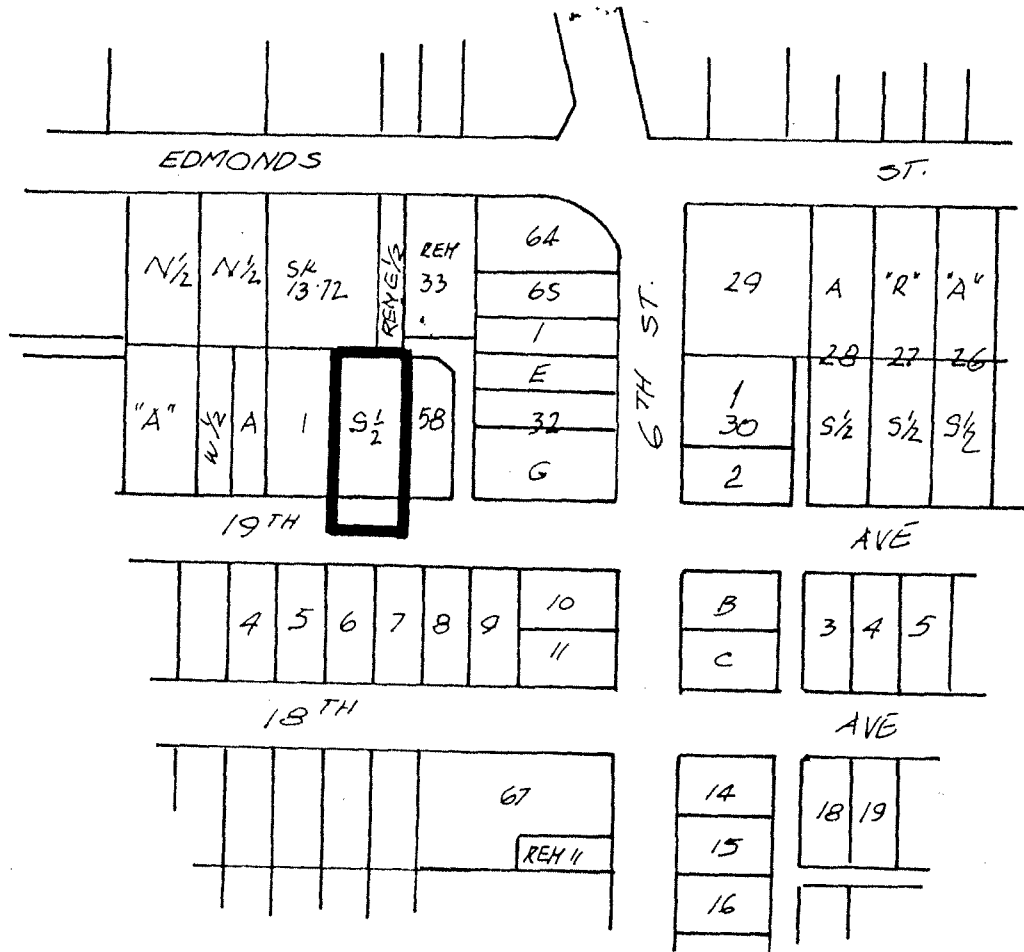 EDMONDS ST.
N½ N½ SK 13·72 REM E½ REM 33 64 29 A "R" "A"
65
1
E 28 27 26
"A" W½ A 1 S½ 58 32 1 30 S½ S½ S½
G 2
6TH ST.
19TH AVE
4 5 6 7 8 9 10 B 3 4 5
11 C
18TH AVE
67 14 18 19
REM 11 15
16